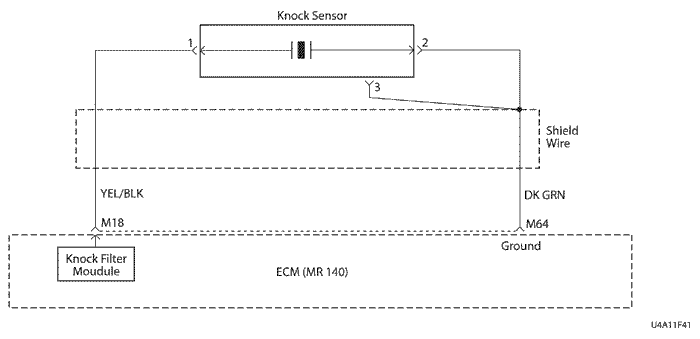 Knock Sensor
1
2
3
Shield
Wire
YEL/BLK
DK GRN
M18
M64
Ground
Knock Filter
Moudule
ECM (MR 140)
U4A11F41